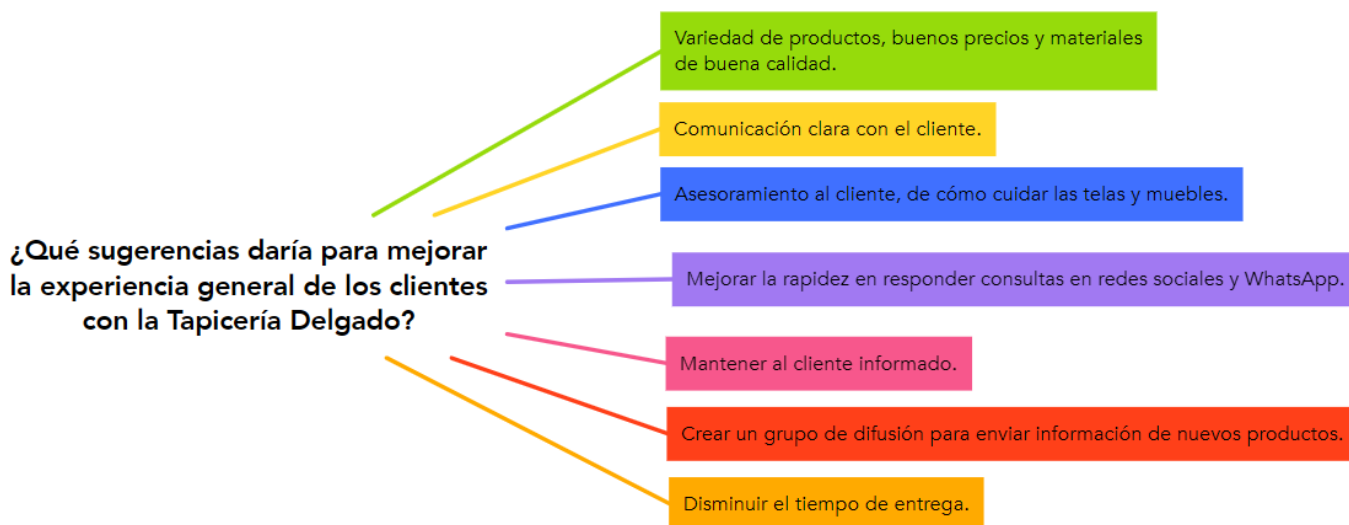 ¿Qué sugerencias daría para mejorar
la experiencia general de los clientes
con la Tapicería Delgado?
Variedad de productos, buenos precios y materiales
de buena calidad.
Comunicación clara con el cliente.
Asesoramiento al cliente, de cómo cuidar las telas y muebles.
Mejorar la rapidez en responder consultas en redes sociales y WhatsApp.
Mantener al cliente informado.
Crear un grupo de difusión para enviar información de nuevos productos.
Disminuir el tiempo de entrega.